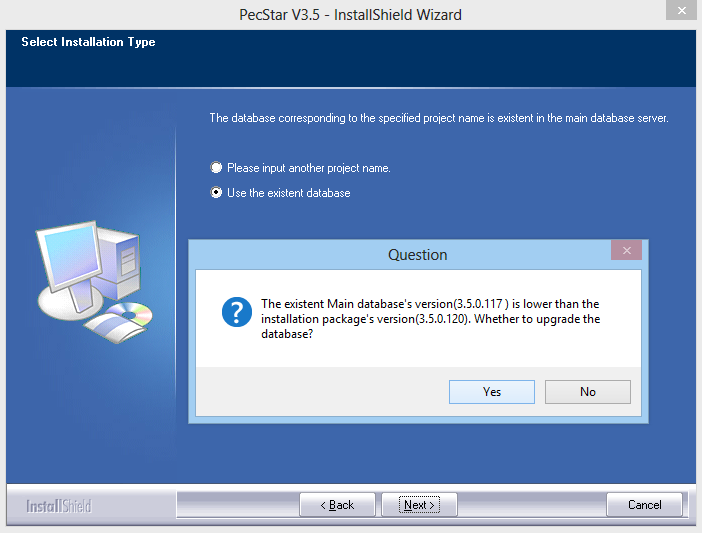 PecStar V3.5 - InstallShield Wizard
Select Installation Type
The database corresponding to the specified project name is existent in the main database server.
Please input another project name.
Use the existent database
Question
The existent Main database's version(3.5.0.117 ) is lower than the
installation package's version(3.5.0.120). Whether to upgrade the
database?
Yes
No
InstallShield
< Back
Next >
Cancel